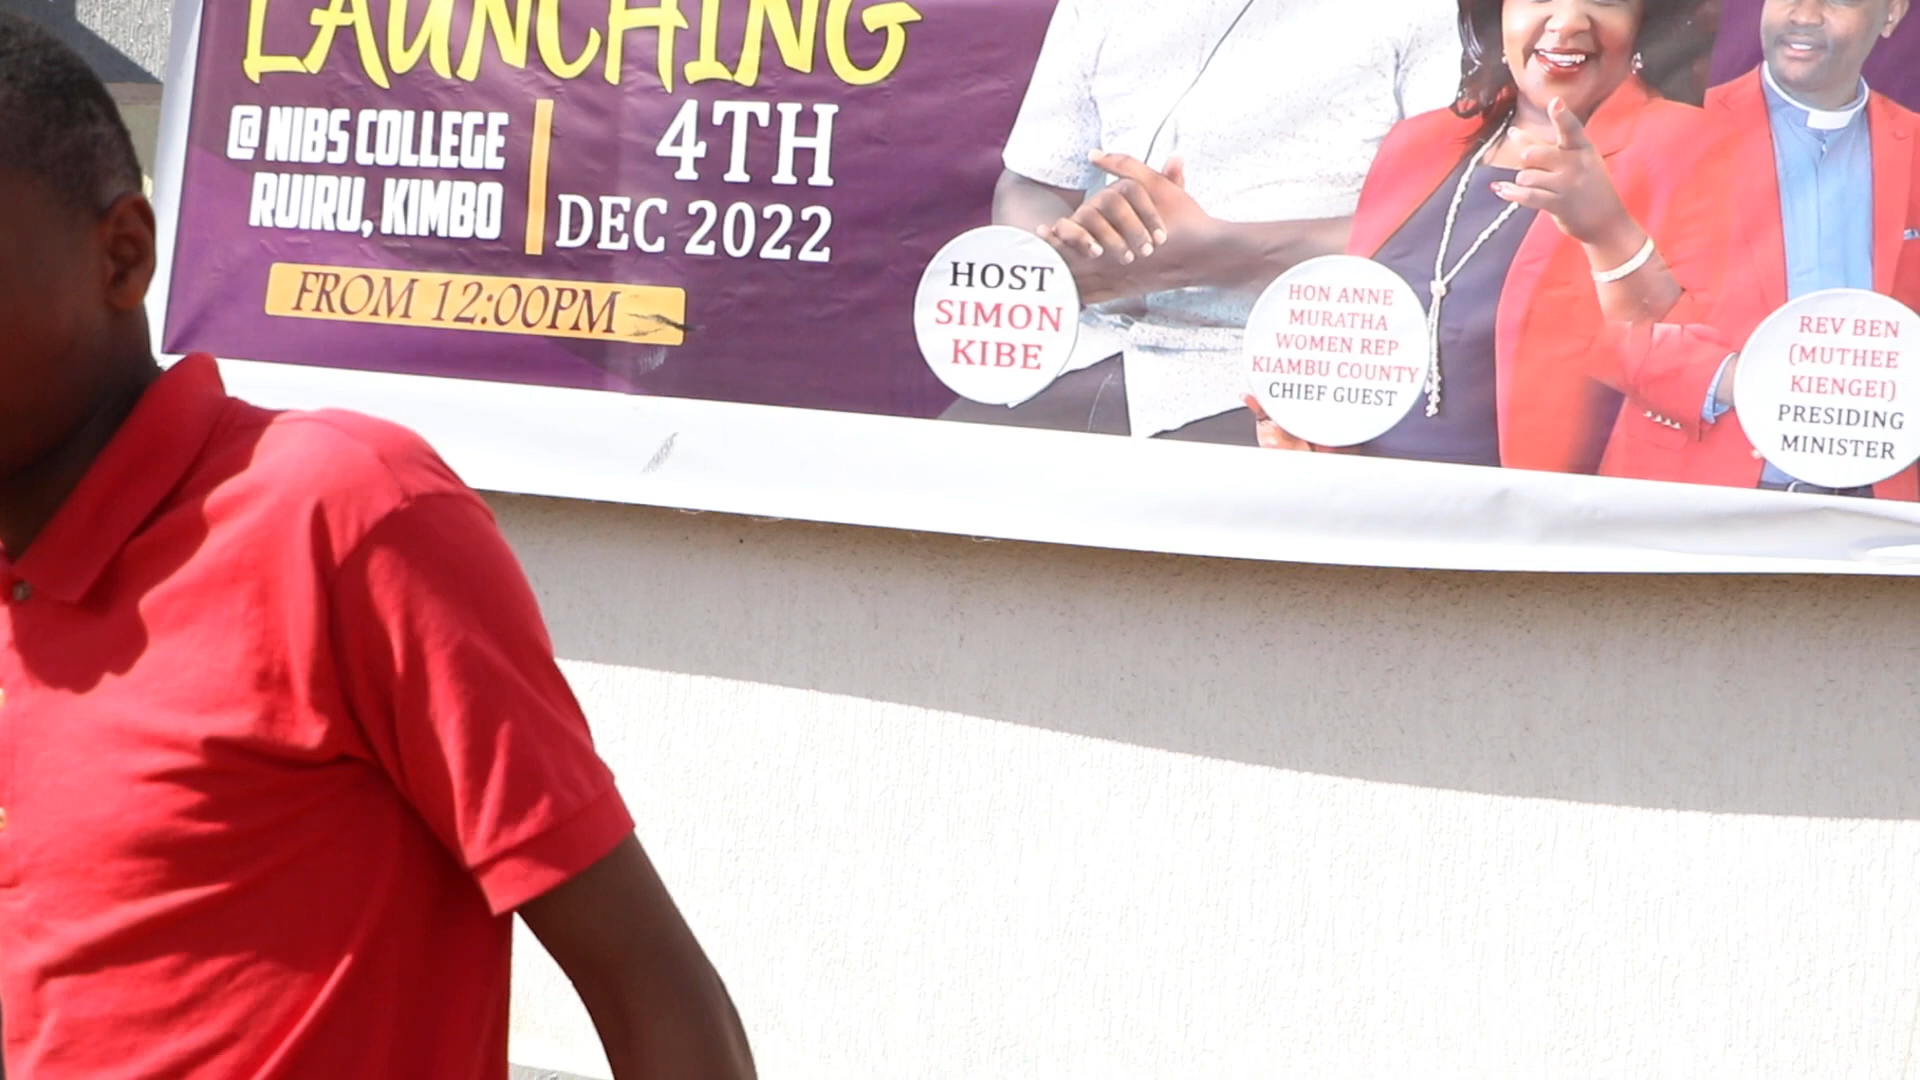 LAUNCHING
@ NIBS COLLEGE
RUIRU, KIMBO
4TH
DEC 2022
FROM 12:00PM
HOST
SIMON
KIBE
HON ANNE
MURATHA
WOMEN REP
KIAMBU COUNTY
CHIEF GUEST
REV BEN
(MUTHEE
KIENGEI)
PRESIDING
MINISTER